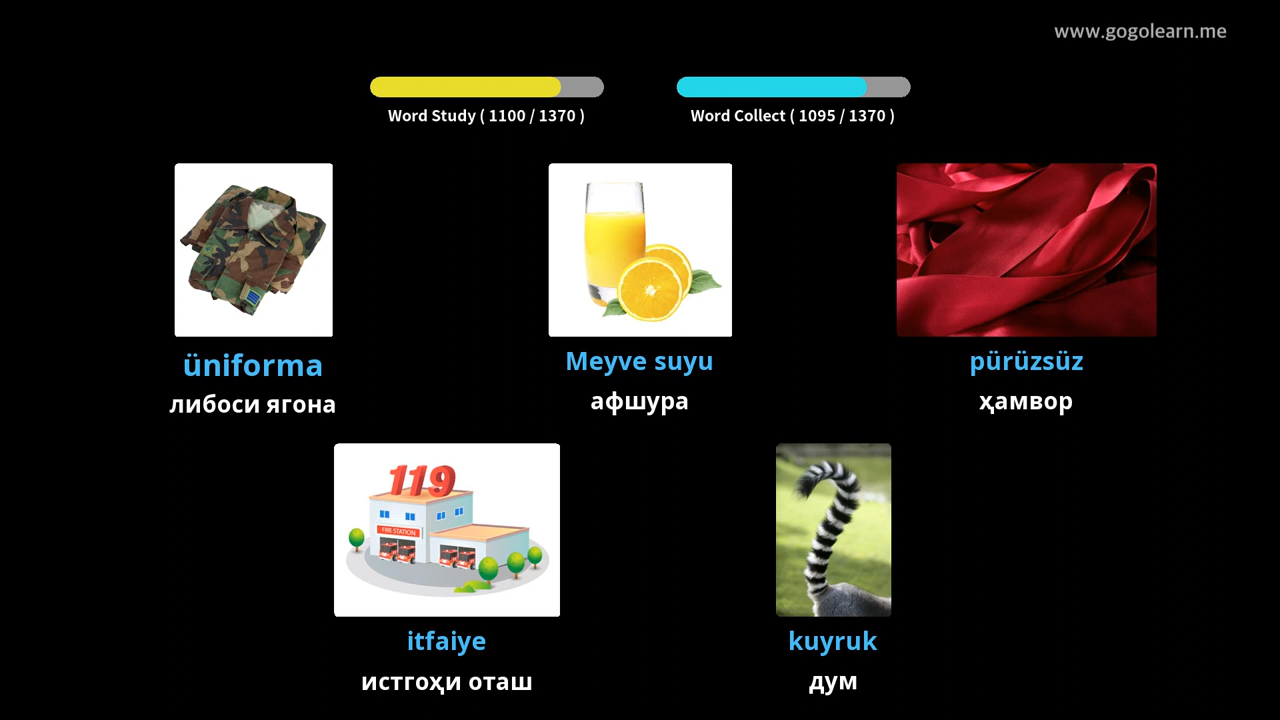 www.gogolearn.me
Word Study ( 1100 / 1370 )
Word Collect ( 1095 / 1370 )
üniforma
либоси ягона
Meyve suyu
афшура
pürüzsüz
ҳамвор
119
FIRE STATION
itfaiye
истгоҳи оташ
kuyruk
дум